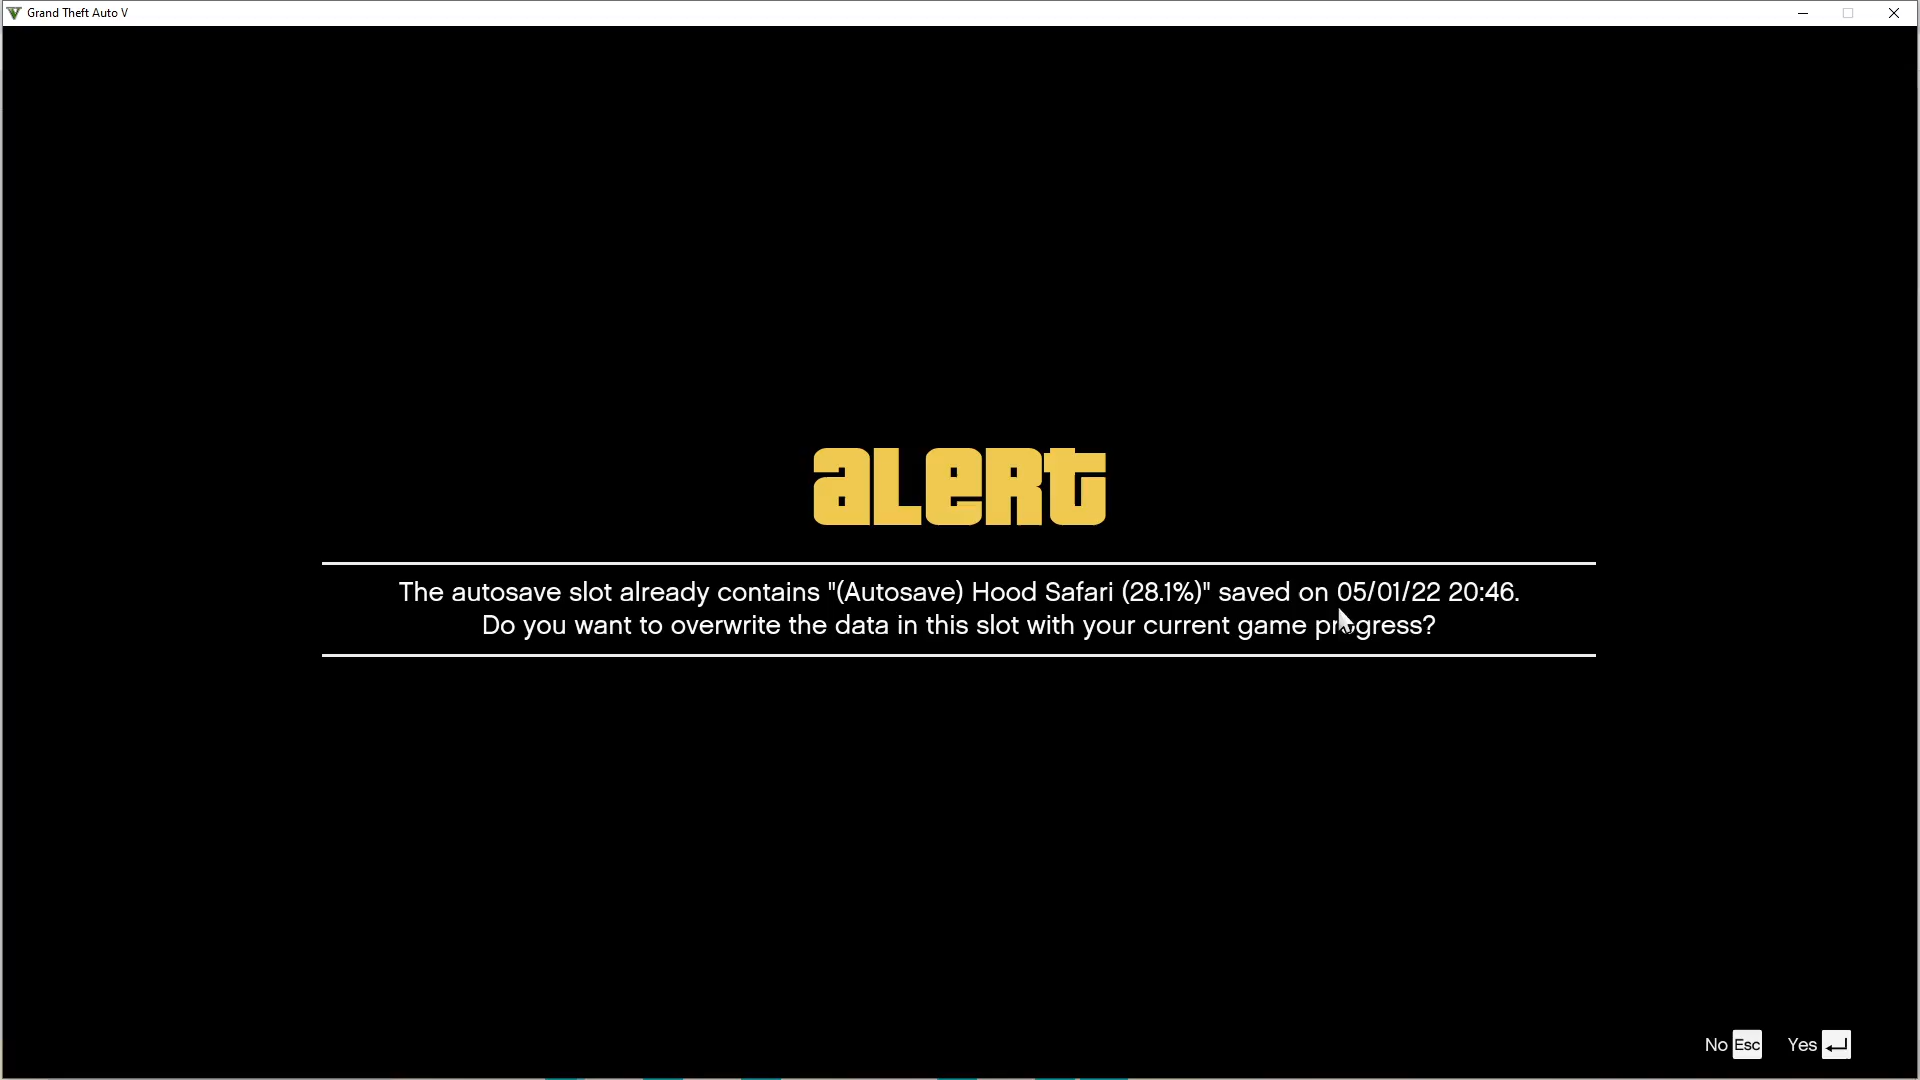 Grand Theft Auto V
aLeRt
The autosave slot already contains "(Autosave) Hood Safari (28.1%)" saved on 05/01/22 20:46.
Do you want to overwrite the data in this slot with your current game progress?
No Esc Yes